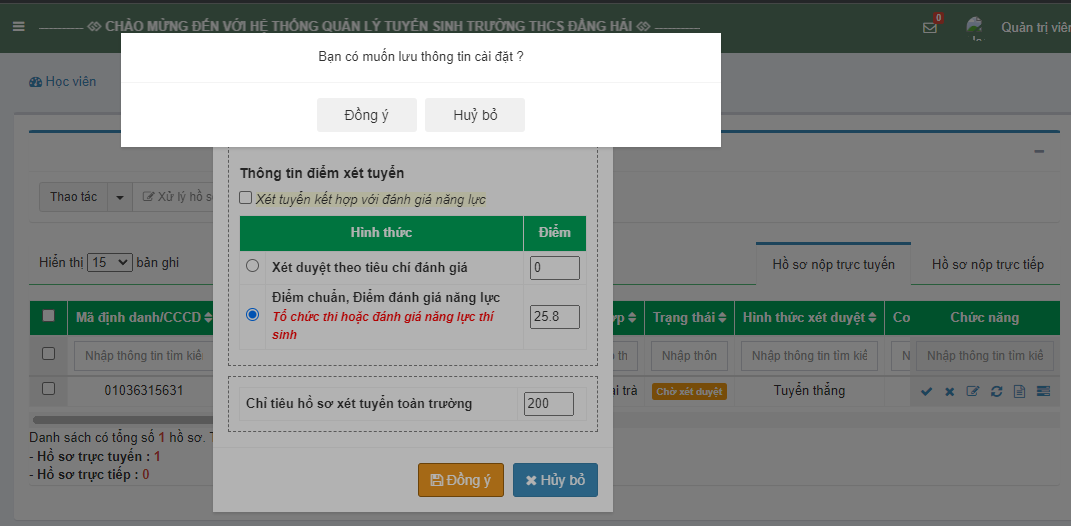 CHÀO MỪNG ĐẾN VỚI HỆ THỐNG QUẢN LÝ TUYỂN SINH TRƯỜNG THCS ĐẰNG HẢI
0
Quản trị viên
Bạn có muốn lưu thông tin cài đặt ?
Đồng ý Huỷ bỏ
Học viên
Thông tin điểm xét tuyển
Xét tuyển kết hợp với đánh giá năng lực
Hình thức Điểm
Xét duyệt theo tiêu chí đánh giá 0
Điểm chuẩn, Điểm đánh giá năng lực
Tổ chức thi hoặc đánh giá năng lực thí
sinh
25.8
Chỉ tiêu hồ sơ xét tuyển toàn trường 200
Đồng ý Hủy bỏ
Thao tác Xử lý hồ
Hiển thị 15 bản ghi
Hồ sơ nộp trực tuyến Hồ sơ nộp trực tiếp
Mã định danh/CCCD Trạng thái Hình thức xét duyệt Co Chức năng
Nhập thông tin tìm kiế Nhập thôn Nhập thông tin tìm kiế N Nhập thông tin tìm kiế
01036315631 trà Chờ xét duyệt Tuyển thẳng
Danh sách có tổng số 1 hồ sơ.
- Hồ sơ trực tuyến : 1
- Hồ sơ trực tiếp : 0